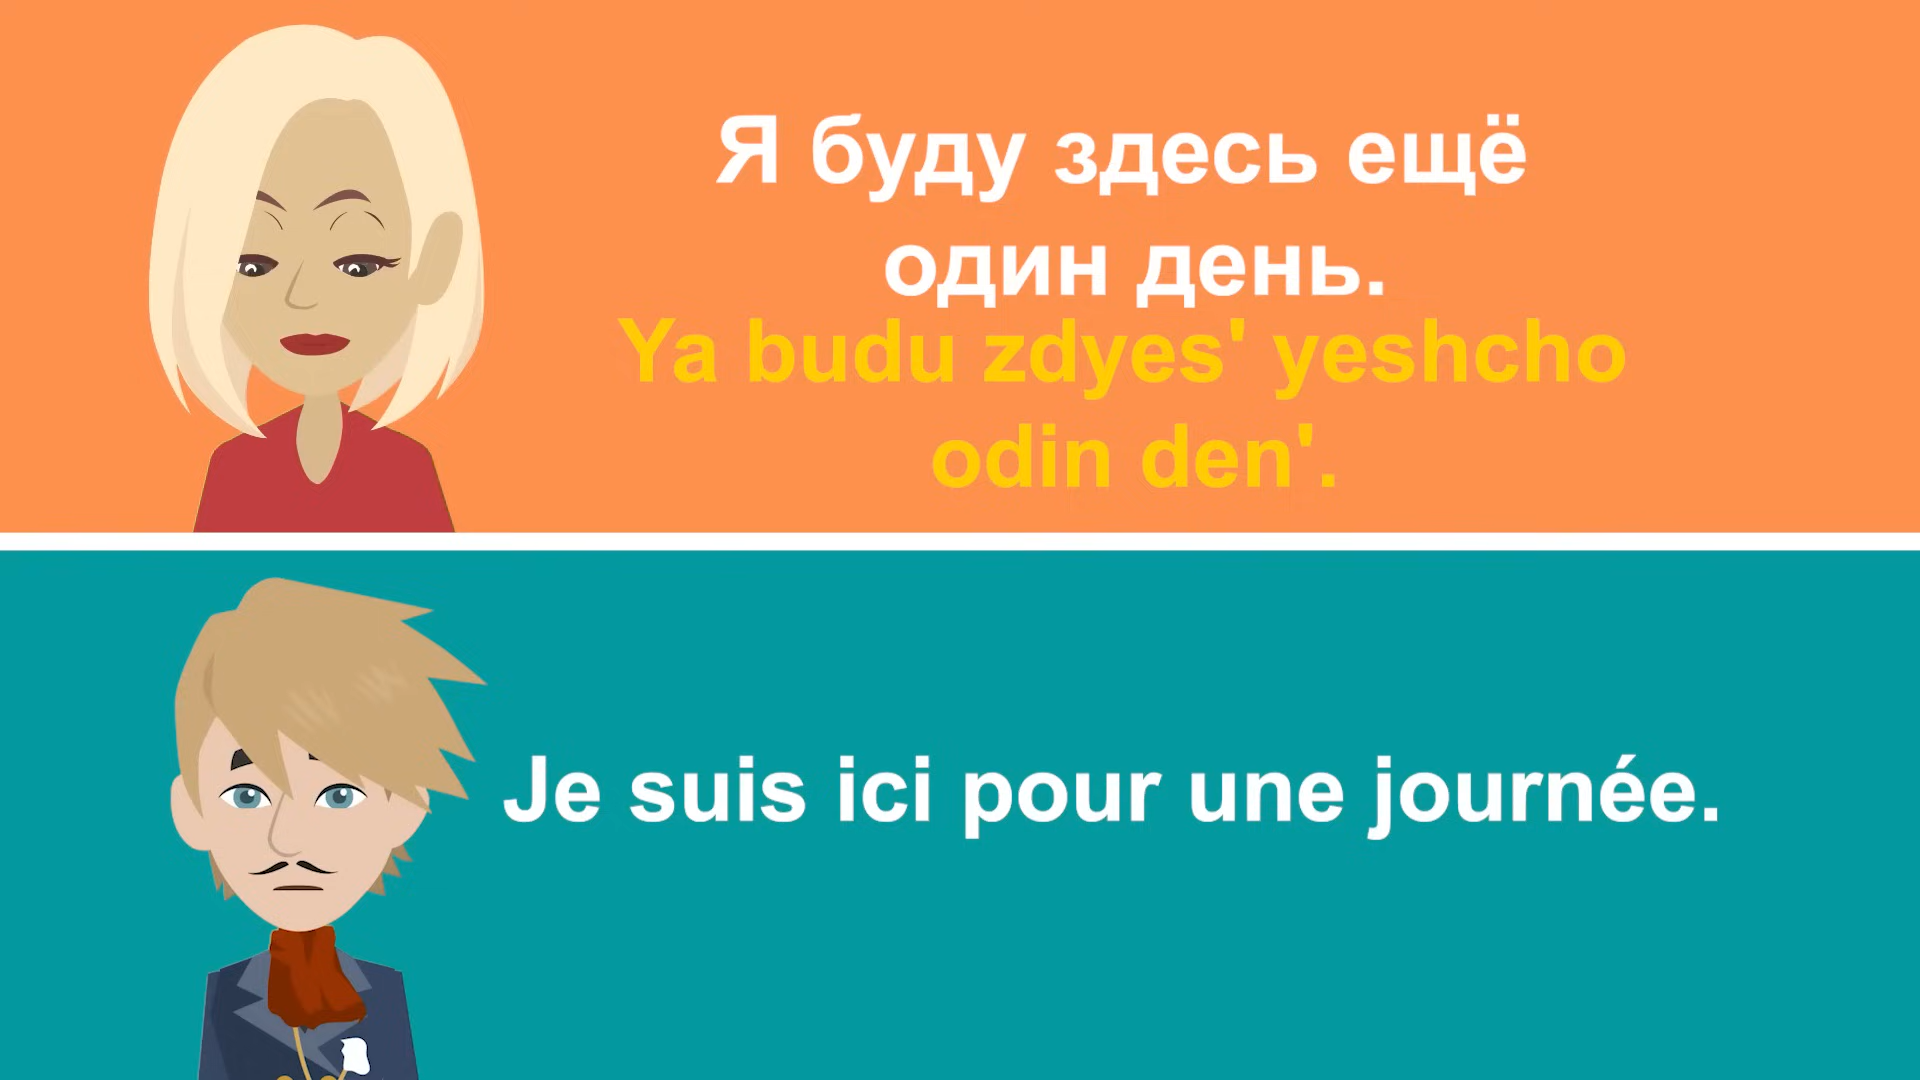 Я буду здесь ещё
один день.
Ya budu zdyes' yeshcho
odin den'.
Je suis ici pour une journée.